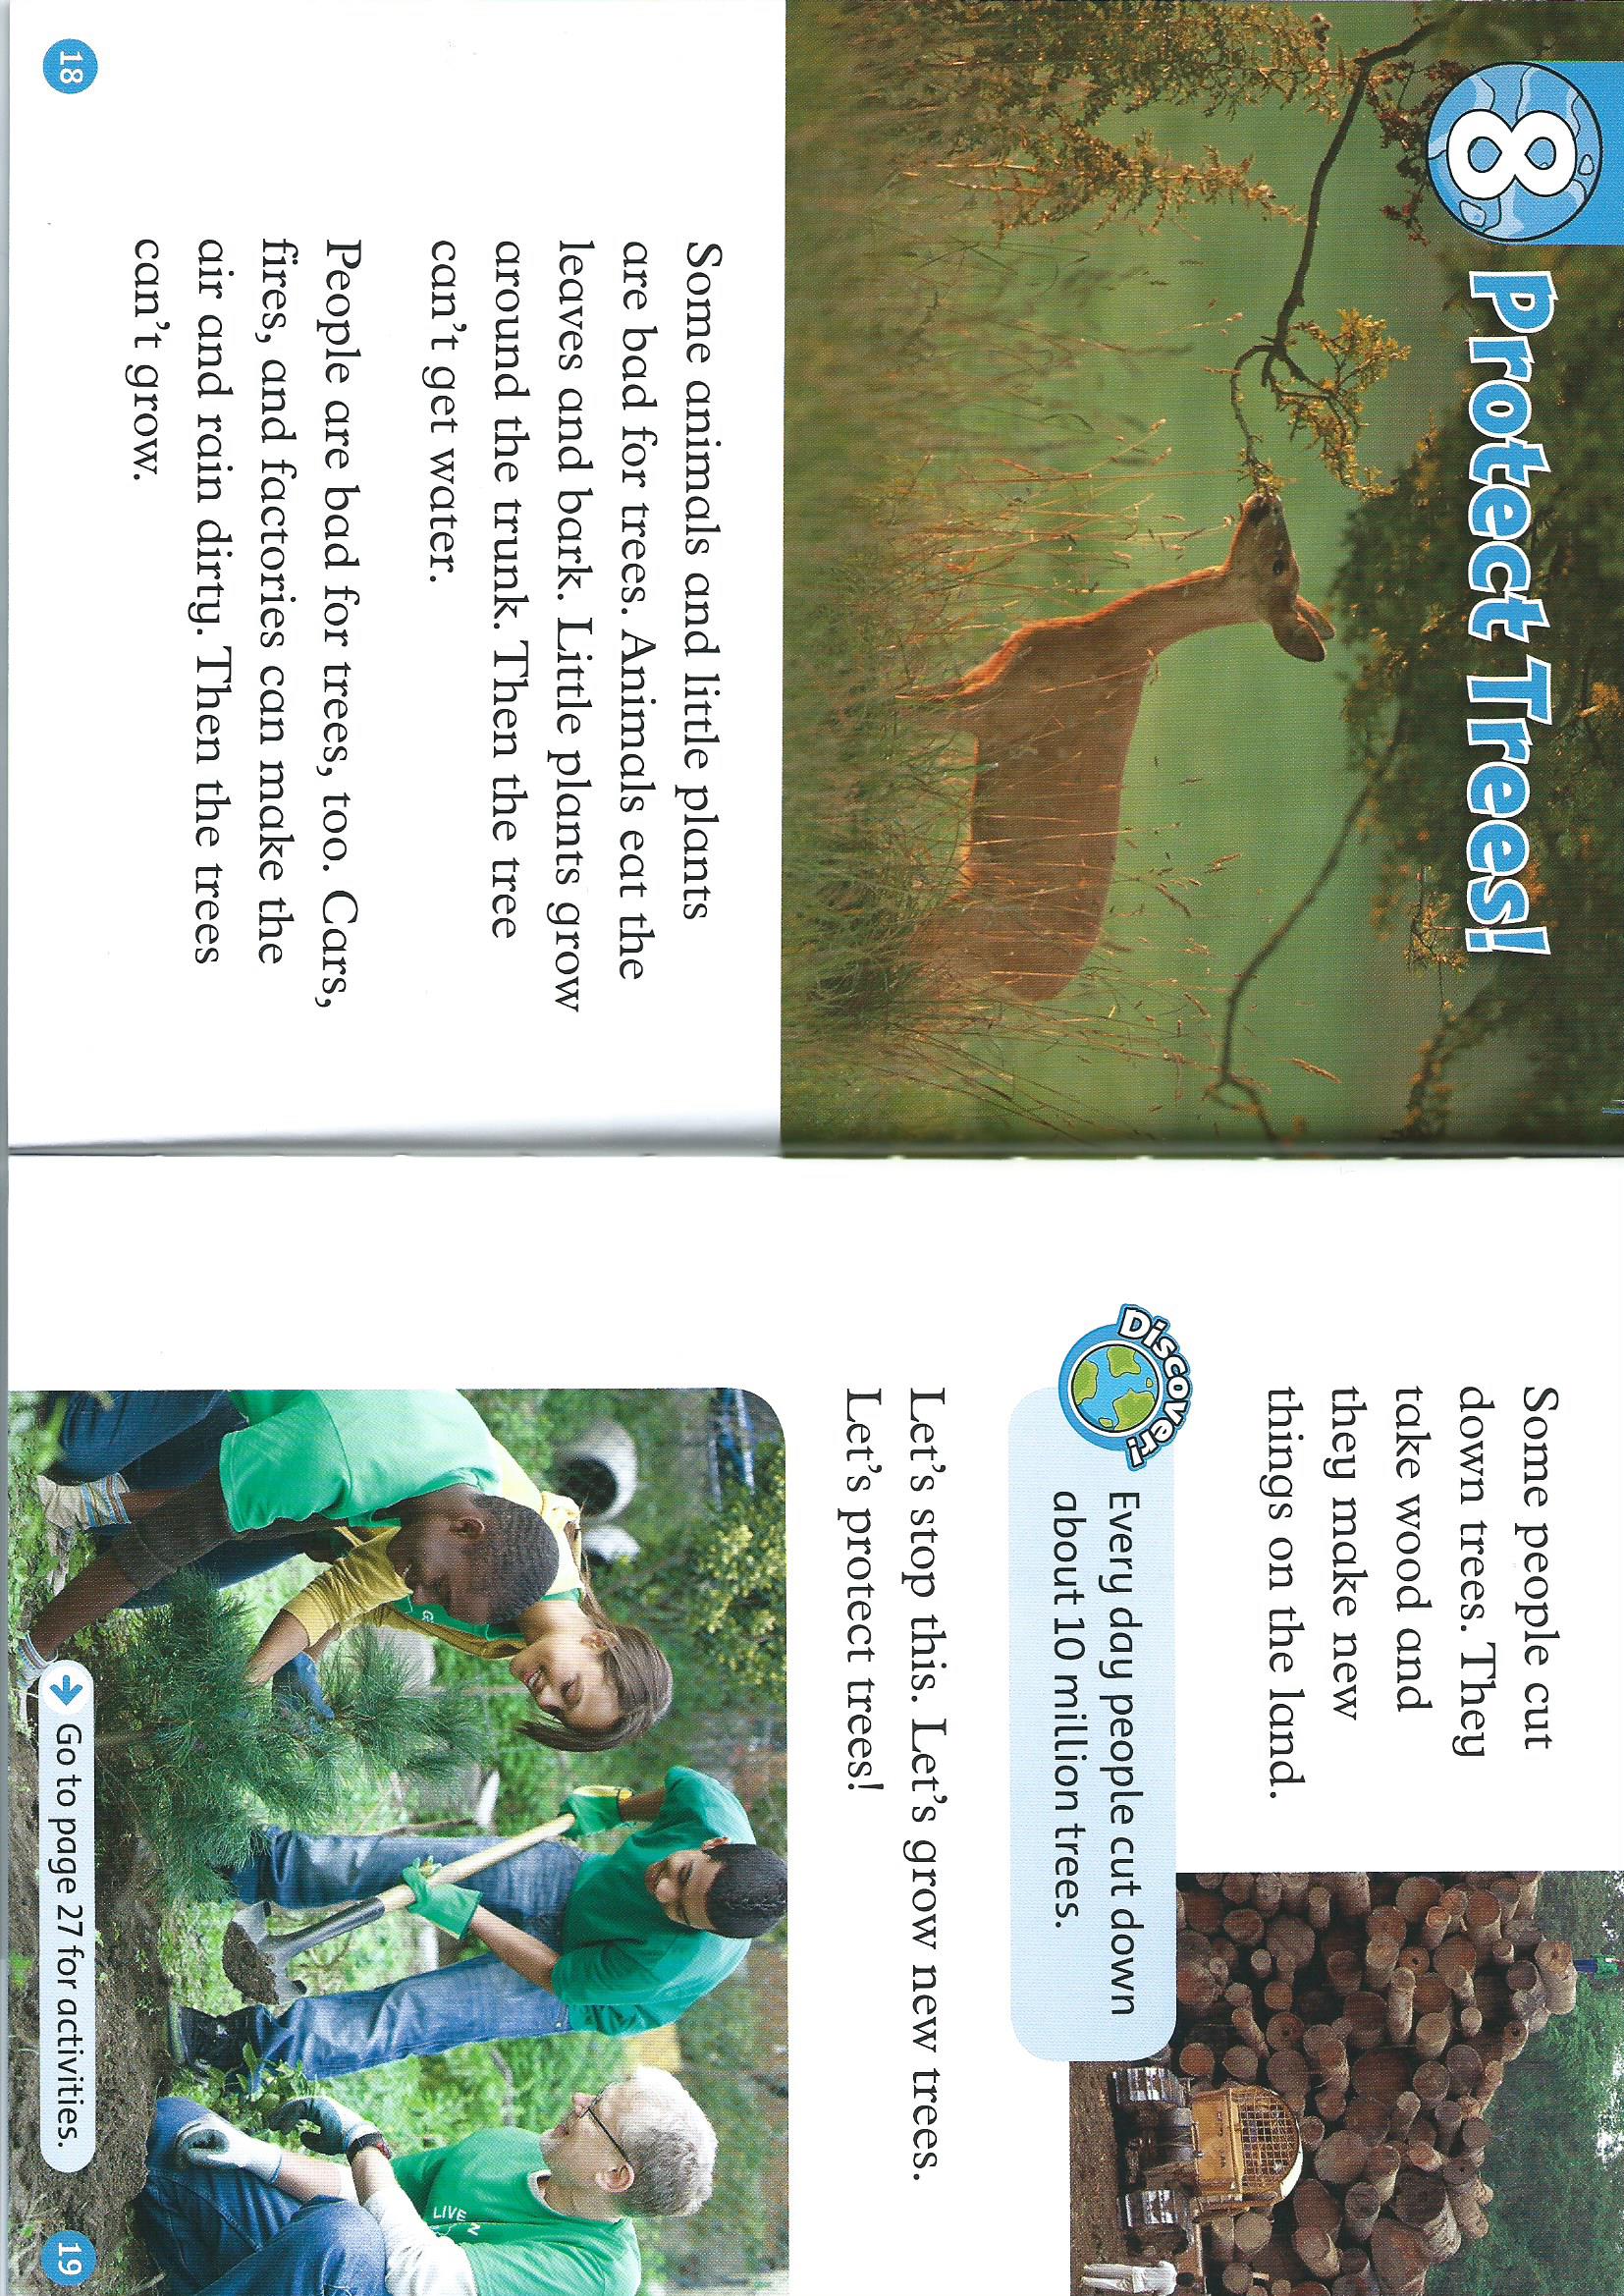 8
Protect Trees!
Some animals and little plants
are bad for trees. Animals eat the
leaves and bark. Little plants grow
around the trunk. Then the tree
can't get water.
People are bad for trees, too. Cars,
fires, and factories can make the
air and rain dirty. Then the trees
can't grow.
18
Some people cut
down trees. They
take wood and
they make new
things on the land.
Discover!
Every day people cut down
about 10 million trees.
Let's stop this. Let's grow new trees.
Let's protect trees!
LIVE
Go to page 27 for activities.
19